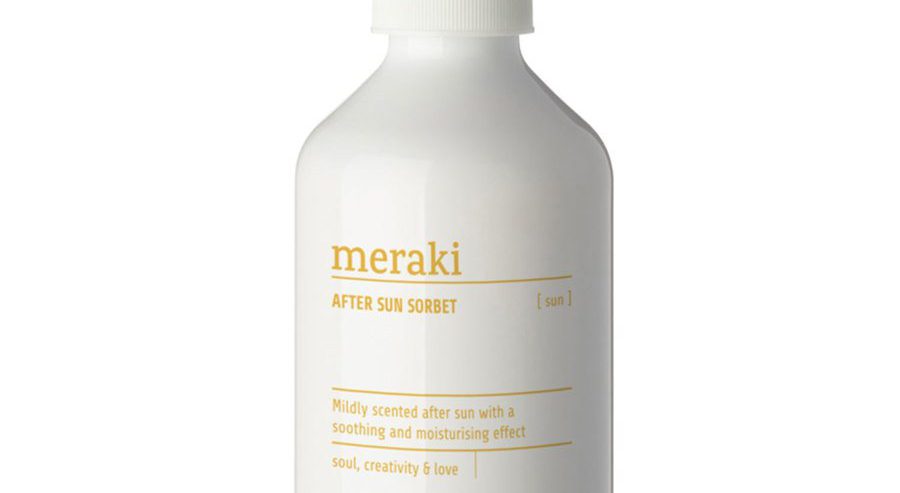 meraki
AFTER SUN SORBET [ sun ]
Mildly scented after sun with a
soothing and moisturising effect
soul, creativity & love